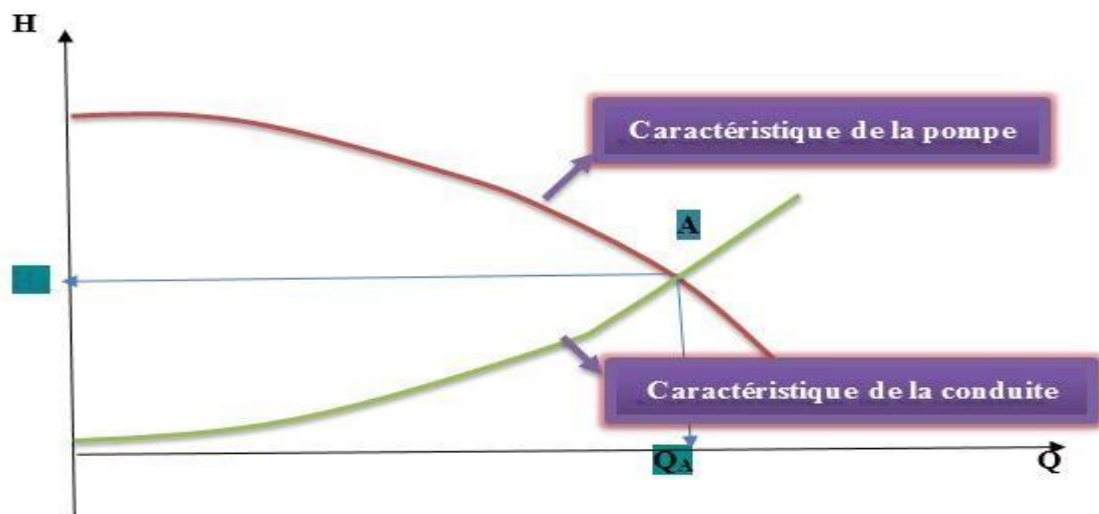 H
Caractéristique de la pompe
A
Caractéristique de la conduite
QA
Q